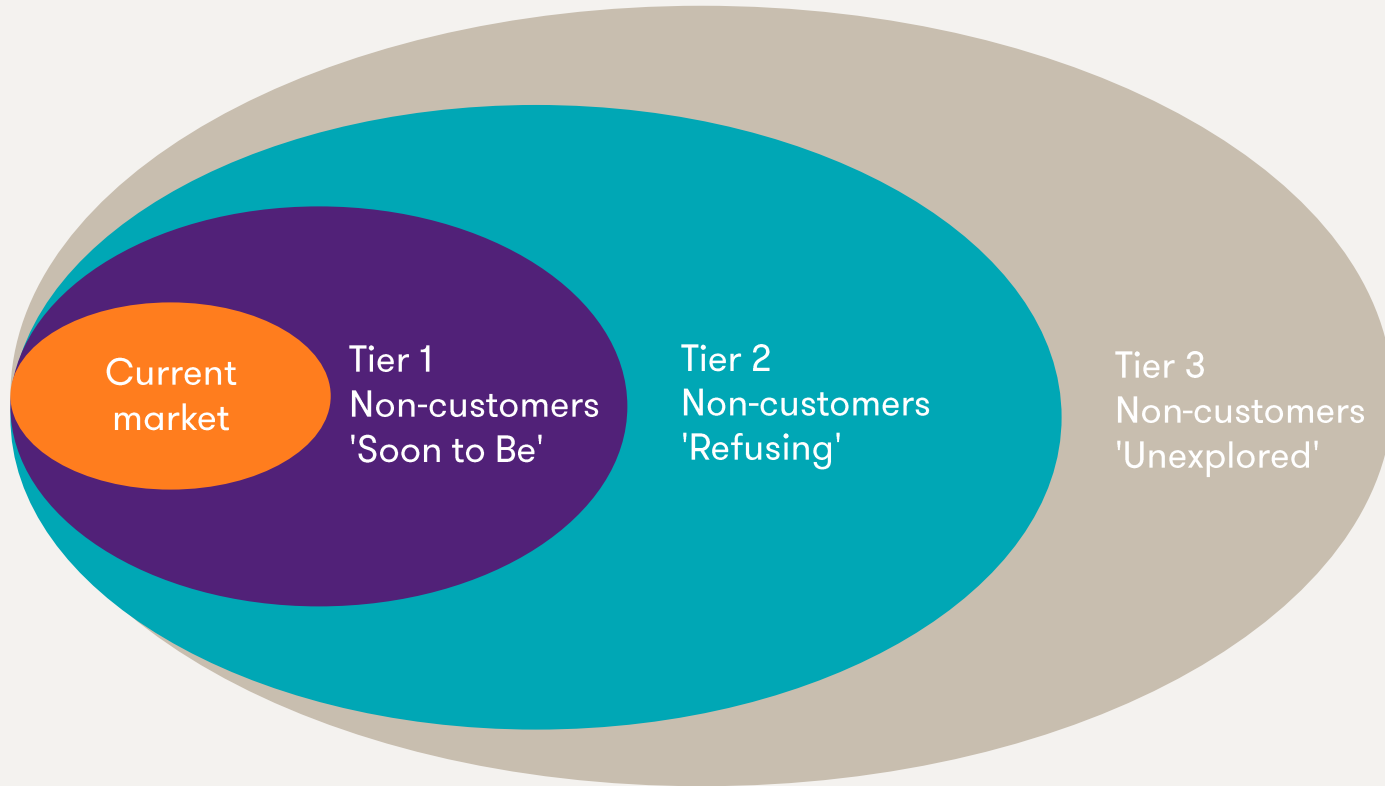 Current
market
Tier 1
Non-customers
'Soon to Be'
Tier 2
Non-customers
'Refusing'
Tier 3
Non-customers
'Unexplored'